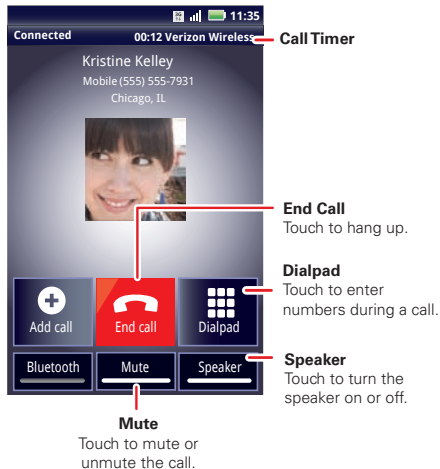 3G
11:35
Connected
00:12 Verizon Wireless
Call Timer
Kristine Kelley
Mobile (555) 555-7931
Chicago, IL
End Call
Touch to hang up.
Dialpad
Touch to enter
numbers during a call.
Add call
End call
Dialpad
Bluetooth
Mute
Speaker
Speaker
Touch to turn the
speaker on or off.
Mute
Touch to mute or
unmute the call.